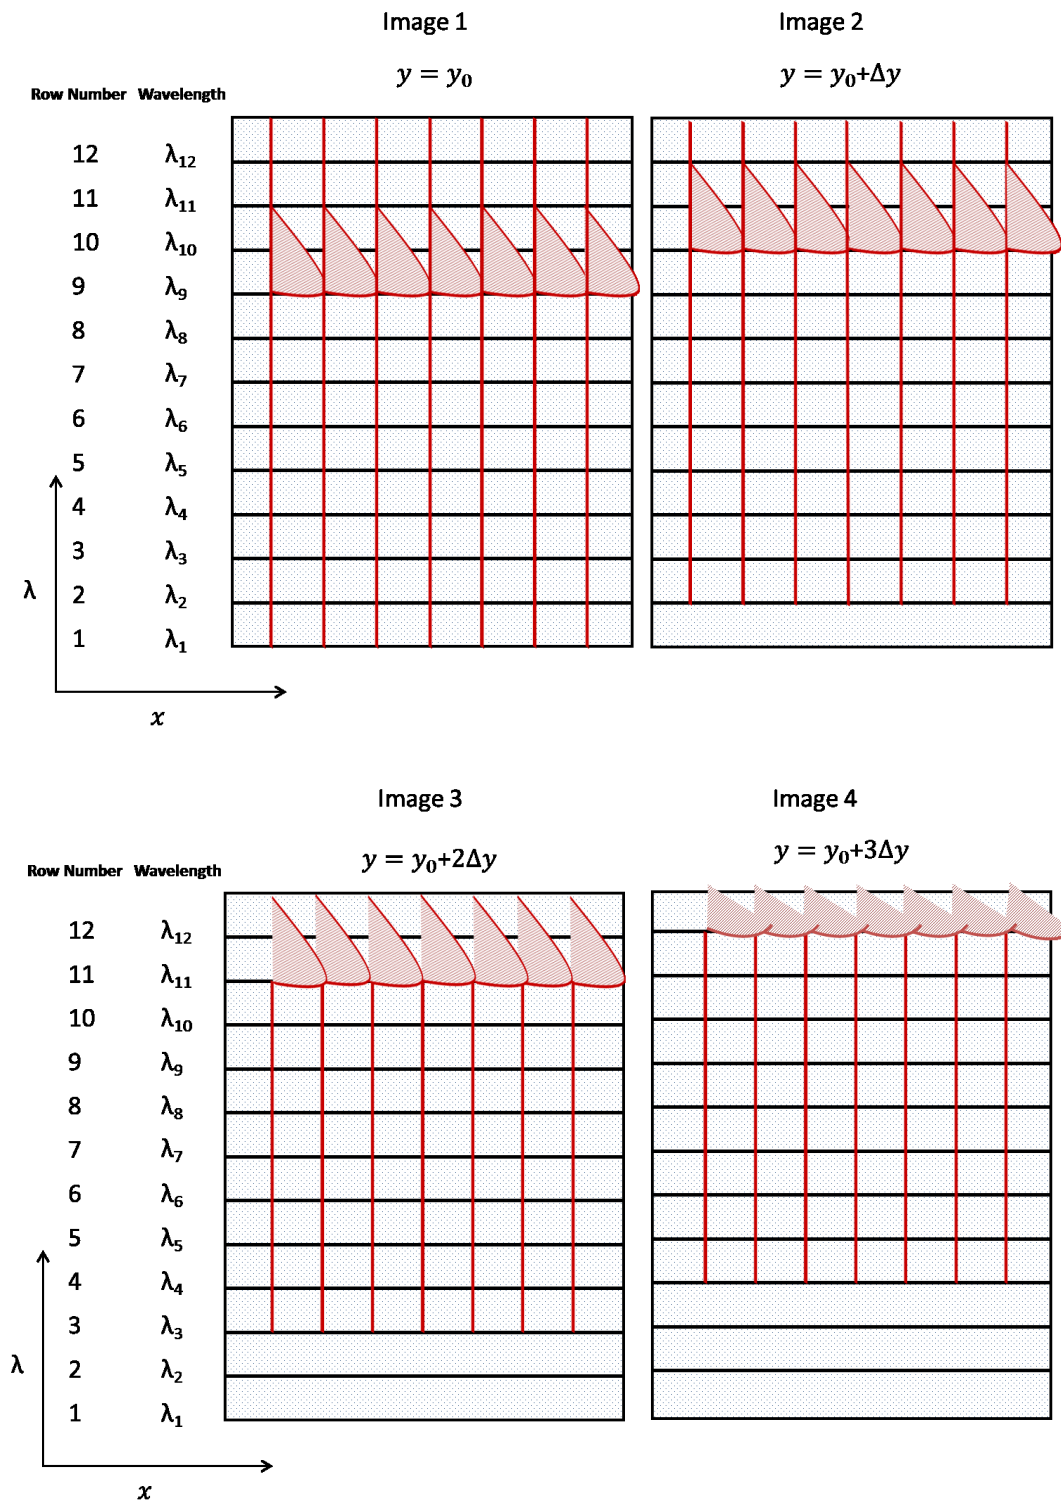 Image 1
Image 2
y = y₀
y = y₀+Δy
Row Number Wavelength
12 λ₁₂
11 λ₁₁
10 λ₁₀
9 λ₉
8 λ₈
7 λ₇
6 λ₆
5 λ₅
4 λ₄
3 λ₃
2 λ₂
1 λ₁
λ
x
Image 3
Image 4
y = y₀+2Δy
y = y₀+3Δy
Row Number Wavelength
12 λ₁₂
11 λ₁₁
10 λ₁₀
9 λ₉
8 λ₈
7 λ₇
6 λ₆
5 λ₅
4 λ₄
3 λ₃
2 λ₂
1 λ₁
λ
x